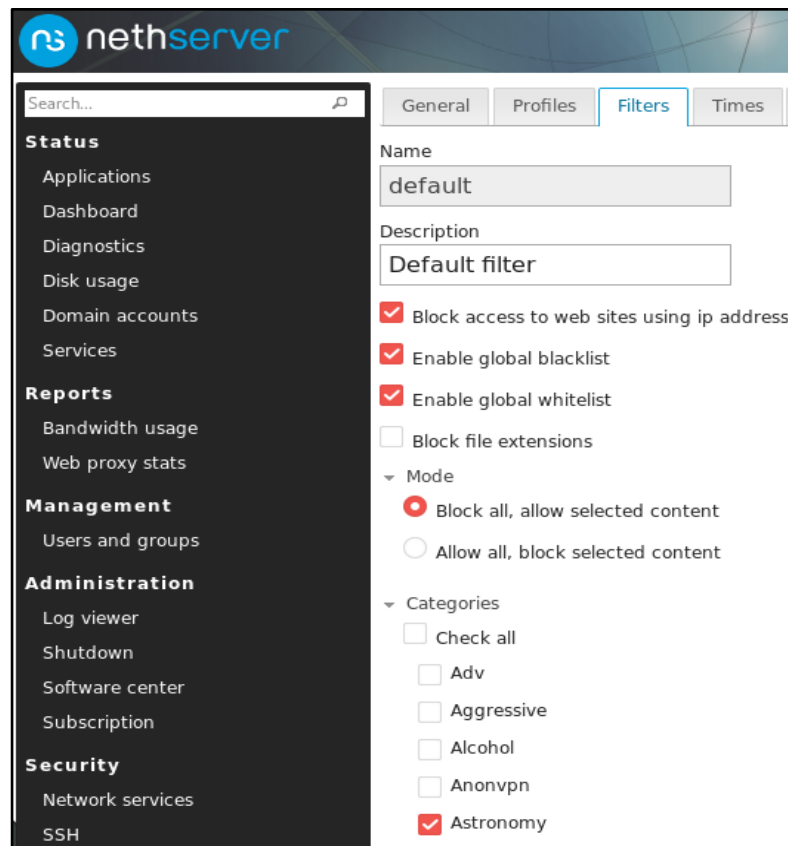 ns nethserver
Search...
Status
Applications
Dashboard
Diagnostics
Disk usage
Domain accounts
Services
Reports
Bandwidth usage
Web proxy stats
Management
Users and groups
Administration
Log viewer
Shutdown
Software center
Subscription
Security
Network services
SSH
General Profiles Filters Times
Name
default
Description
Default filter
Block access to web sites using ip address
Enable global blacklist
Enable global whitelist
Block file extensions
Mode
Block all, allow selected content
Allow all, block selected content
Categories
Check all
Adv
Aggressive
Alcohol
Anonvpn
Astronomy